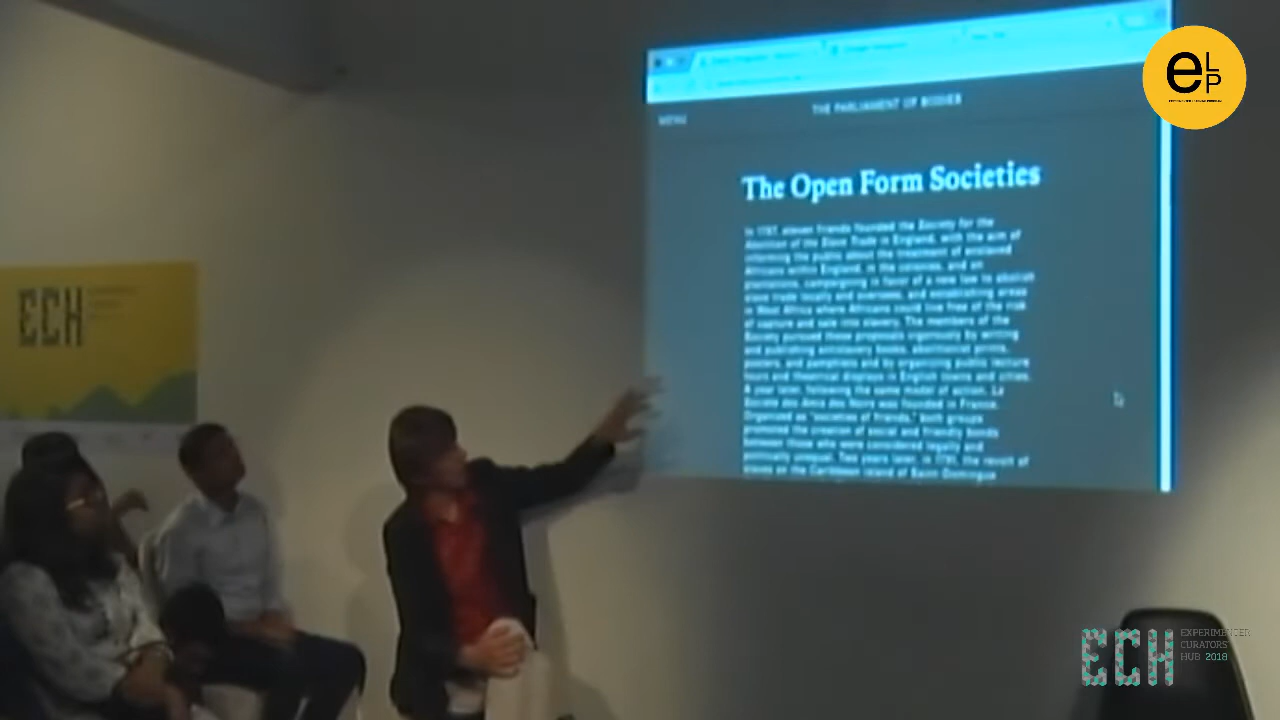 THE PARLIAMENT OF BODIES
MENU
The Open Form Societies
In 1787, eleven friends founded the Society for the
Abolition of the Slave Trade in England, with the aim of
informing the public about the treatment of enslaved
Africans within England, in the colonies, and on
plantations, campaigning in favor of a new law to abolish
slave trade locally and overseas, and establishing areas
in West Africa where Africans could live free of the risk
of capture and sale into slavery. The members of the
Society pursued these proposals vigorously by writing
and publishing antislavery books, abolitionist prints,
posters, and pamphlets and by organizing public lecture
tours and theatrical displays in English towns and cities.
A year later, following the same model of action, La
Société des Amis des Noirs was founded in France.
Organized as "societies of friends," both groups
promoted the creation of social and friendly bonds
between those who were considered legally and
politically unequal. Two years later, in 1791, the revolt of
slaves on the Caribbean island of Saint-Domingue
eLP
ECH
ECH
EXPERIMENTER
CURATORS
HUB 2018